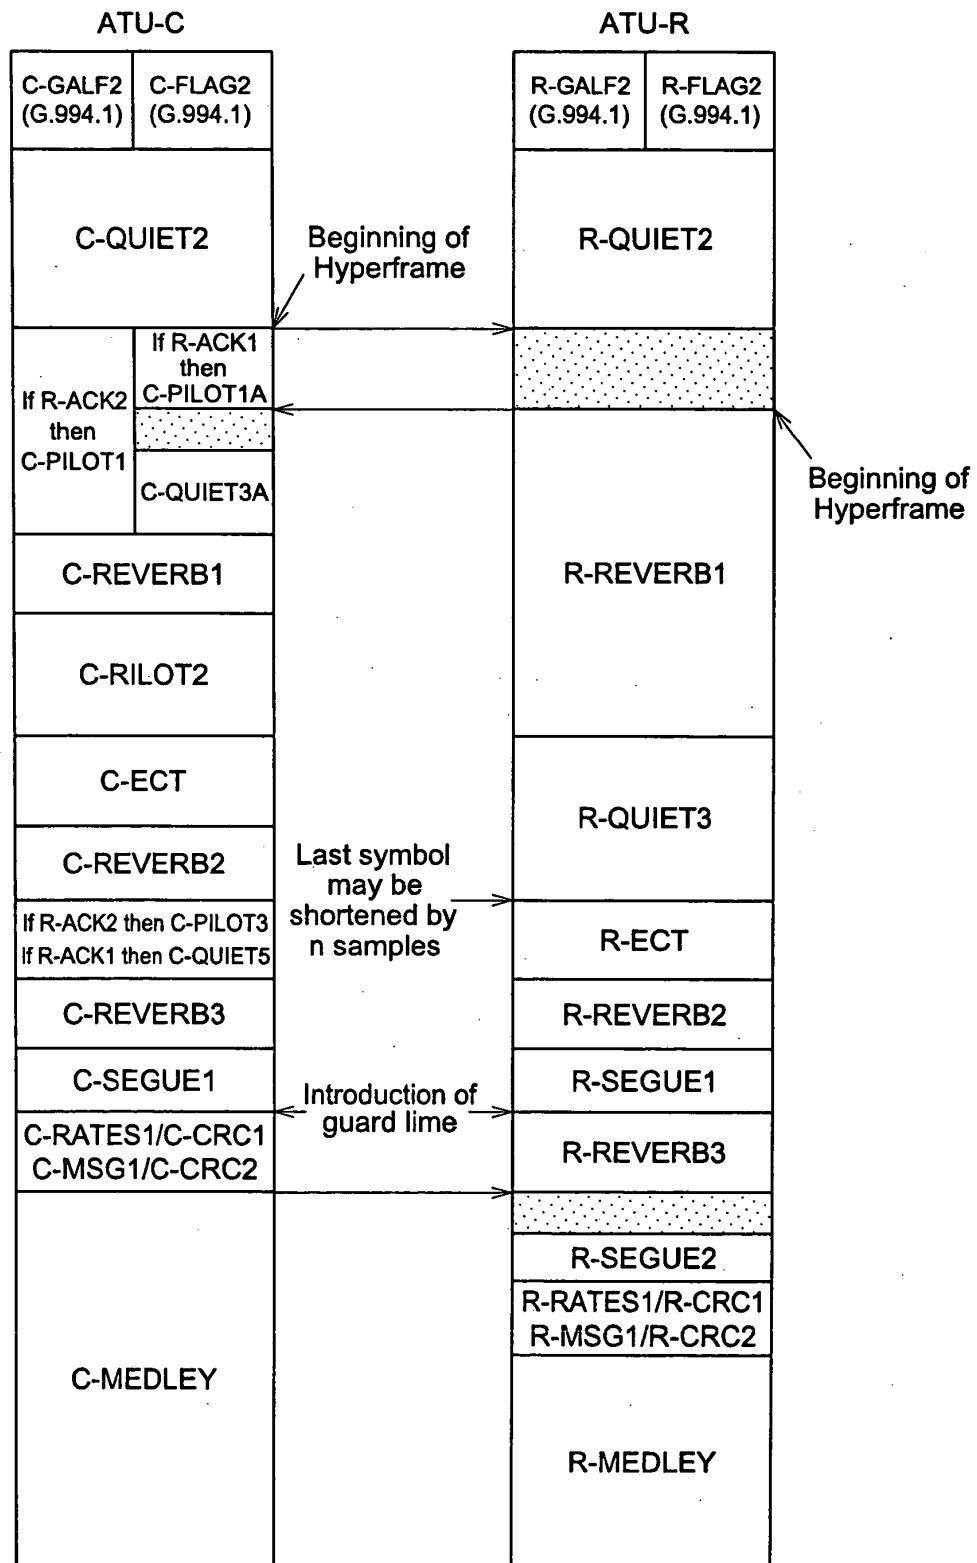 ATU-C
ATU-R
C-GALF2
(G.994.1)
C-FLAG2
(G.994.1)
R-GALF2
(G.994.1)
R-FLAG2
(G.994.1)
C-QUIET2
Beginning of
Hyperframe
R-QUIET2
If R-ACK2
then
C-PILOT1
If R-ACK1
then
C-PILOT1A
C-QUIET3A
Beginning of
Hyperframe
C-REVERB1
R-REVERB1
C-RILOT2
C-ECT
R-QUIET3
C-REVERB2
Last symbol
may be
shortened by
n samples
If R-ACK2 then C-PILOT3
If R-ACK1 then C-QUIET5
R-ECT
C-REVERB3
R-REVERB2
C-SEGUE1
Introduction of
guard lime
R-SEGUE1
C-RATES1/C-CRC1
C-MSG1/C-CRC2
R-REVERB3
R-SEGUE2
R-RATES1/R-CRC1
R-MSG1/R-CRC2
C-MEDLEY
R-MEDLEY